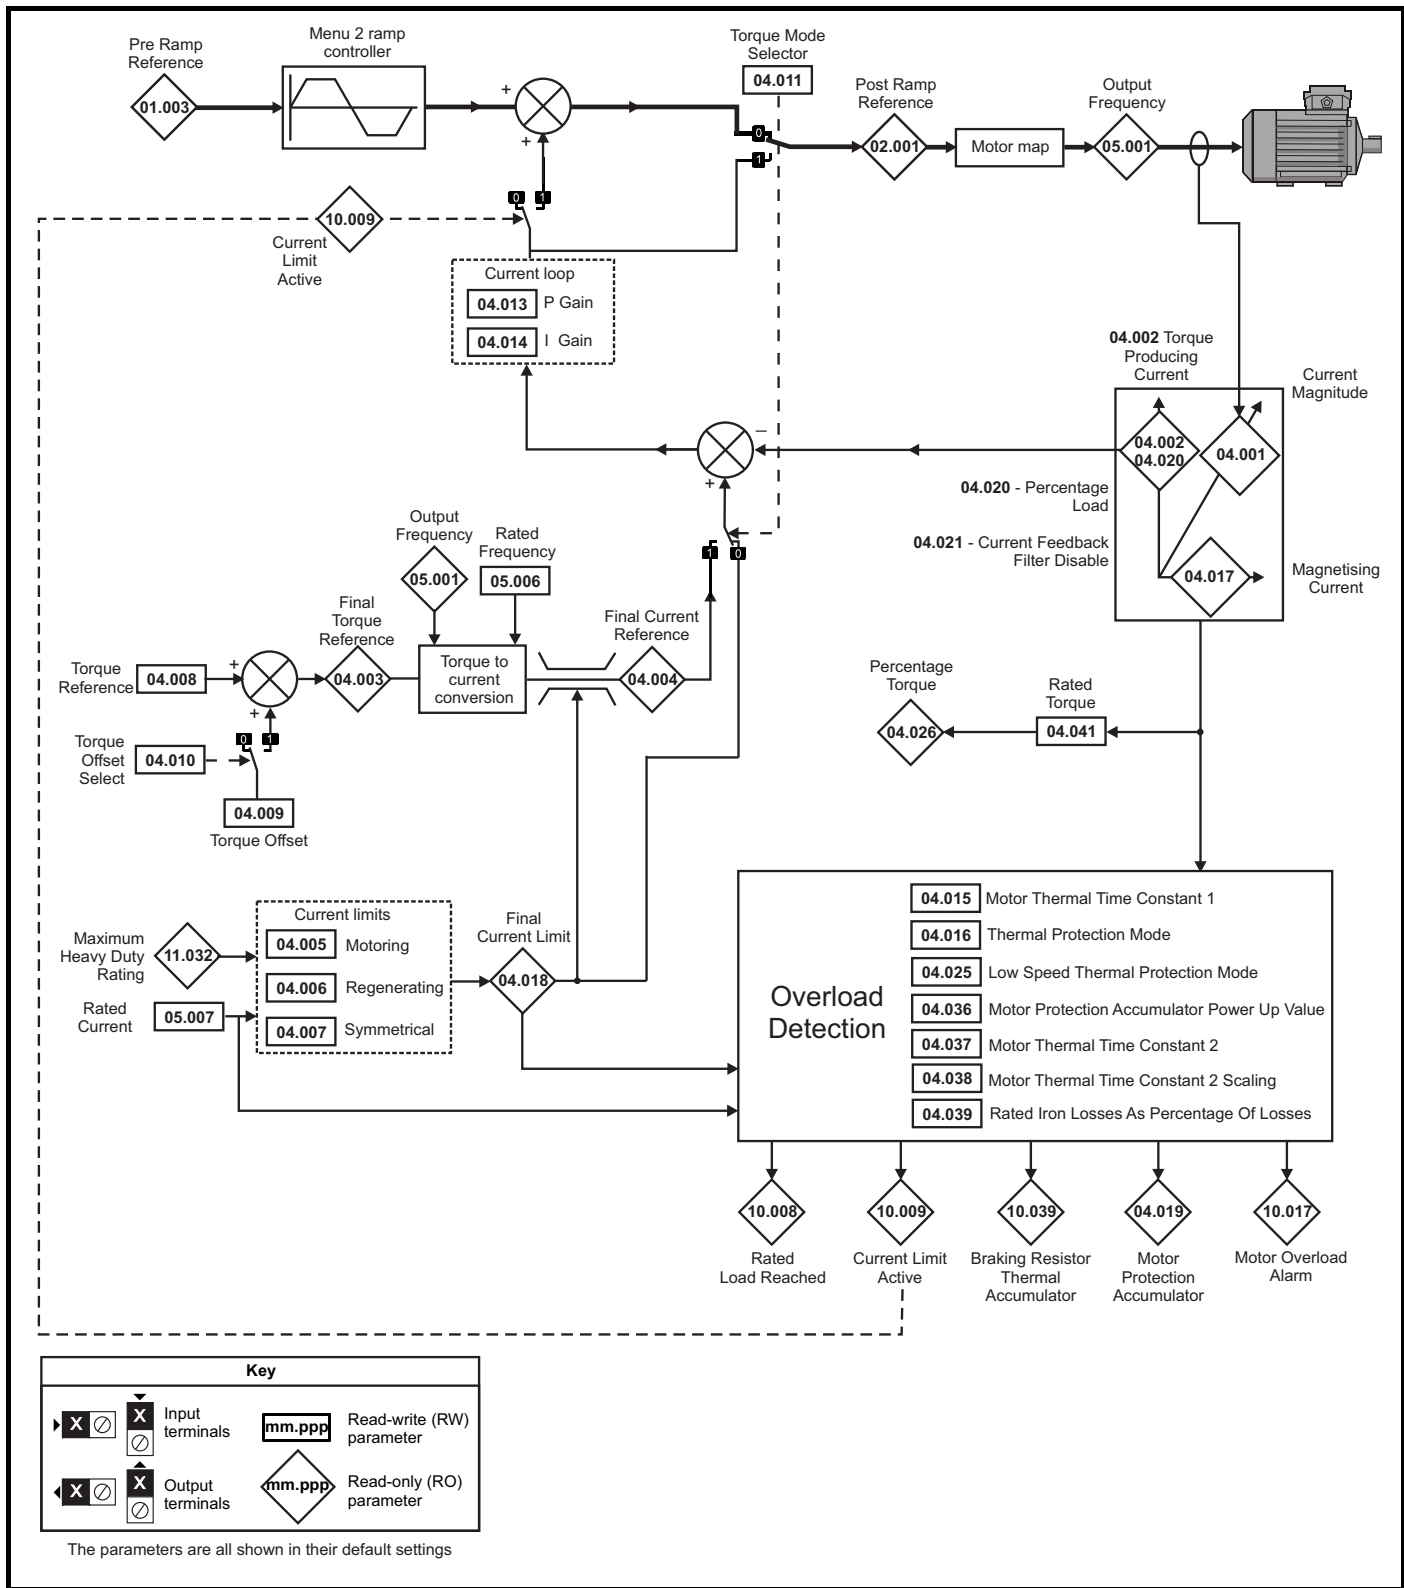 Pre Ramp
Reference
01.003
Menu 2 ramp
controller
+
+
Torque Mode
Selector
04.011
0
1
Post Ramp
Reference
02.001
Motor map
Output
Frequency
05.001
0
1
10.009
Current
Limit
Active
Current loop
04.013 P Gain
04.014 I Gain
04.002 Torque
Producing
Current
Current
Magnitude
04.002
04.020
04.001
04.020 - Percentage
Load
04.021 - Current Feedback
Filter Disable
04.017
Magnetising
Current
–
+
1
0
Output
Frequency
05.001
Rated
Frequency
05.006
Final
Torque
Reference
04.003
Torque to
current
conversion
Final Current
Reference
04.004
Torque
Reference
04.008
+
+
0
1
Torque
Offset
Select
04.010
04.009
Torque Offset
Percentage
Torque
04.026
Rated
Torque
04.041
Maximum
Heavy Duty
Rating
11.032
Rated
Current
05.007
Current limits
04.005 Motoring
04.006 Regenerating
04.007 Symmetrical
Final
Current Limit
04.018
Overload
Detection
04.015 Motor Thermal Time Constant 1
04.016 Thermal Protection Mode
04.025 Low Speed Thermal Protection Mode
04.036 Motor Protection Accumulator Power Up Value
04.037 Motor Thermal Time Constant 2
04.038 Motor Thermal Time Constant 2 Scaling
04.039 Rated Iron Losses As Percentage Of Losses
10.008
Rated
Load Reached
10.009
Current Limit
Active
10.039
Braking Resistor
Thermal
Accumulator
04.019
Motor
Protection
Accumulator
10.017
Motor Overload
Alarm
Key
X
X
Input
terminals
mm.ppp
Read-write (RW)
parameter
X
X
Output
terminals
mm.ppp
Read-only (RO)
parameter
The parameters are all shown in their default settings